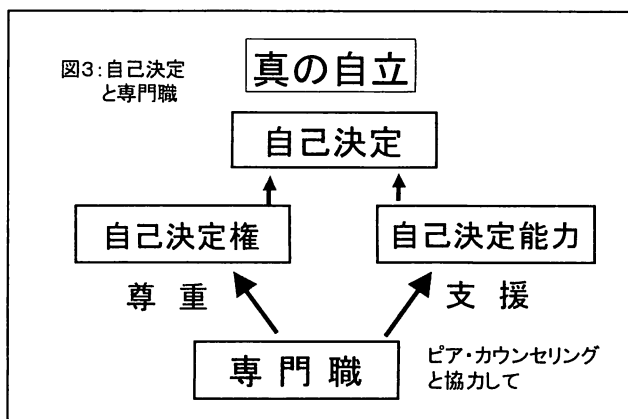 図3:自己決定
と専門職
真の自立
自己決定
自己決定権
自己決定能力
尊重
支援
専門職
ピア・カウンセリング
と協力して